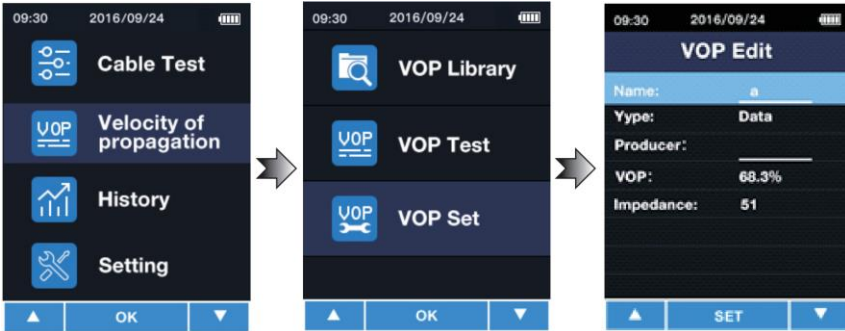 09:30 2016/09/24
Cable Test
VOP
Velocity of
propagation
History
Setting
OK
09:30 2016/09/24
VOP Library
VOP
VOP Test
VOP
VOP Set
OK
09:30 2016/09/24
VOP Edit
Name: a
Yype: Data
Producer:
VOP: 68.3%
Impedance: 51
SET